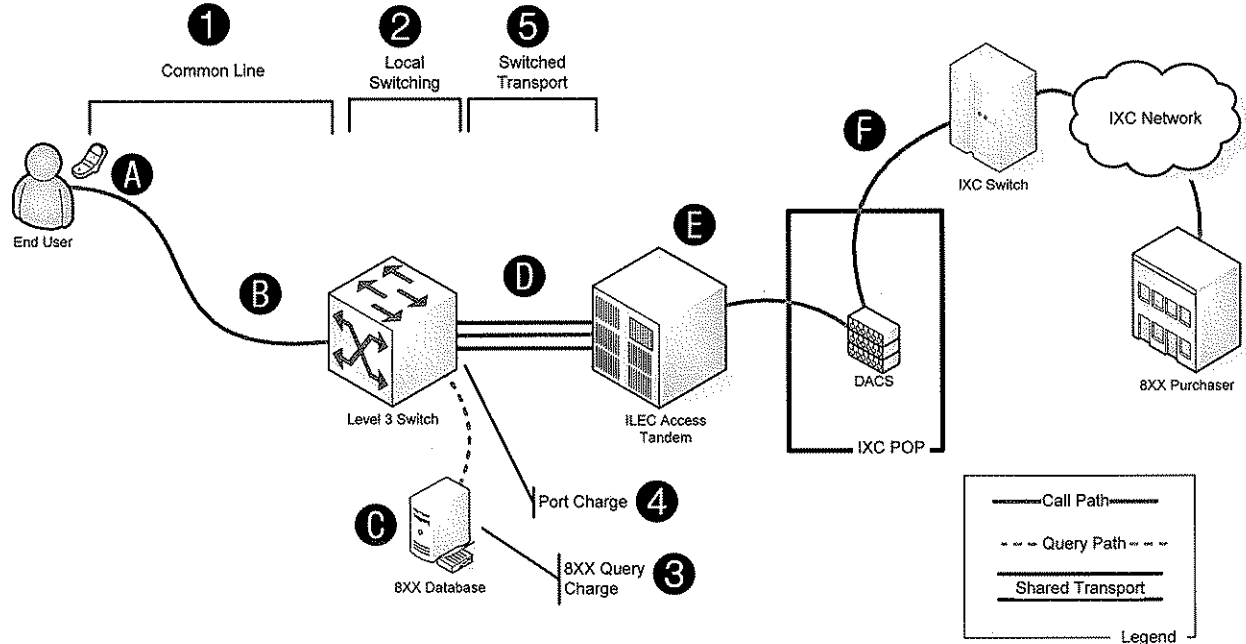 1
2
5
Common Line
Local
Switching
Switched
Transport
A
End User
B
Level 3 Switch
C
8XX Database
D
Port Charge 4
8XX Query
Charge 3
E
ILEC Access
Tandem
DACS
IXC POP
F
IXC Switch
IXC Network
8XX Purchaser
Call Path
Query Path
Shared Transport
Legend